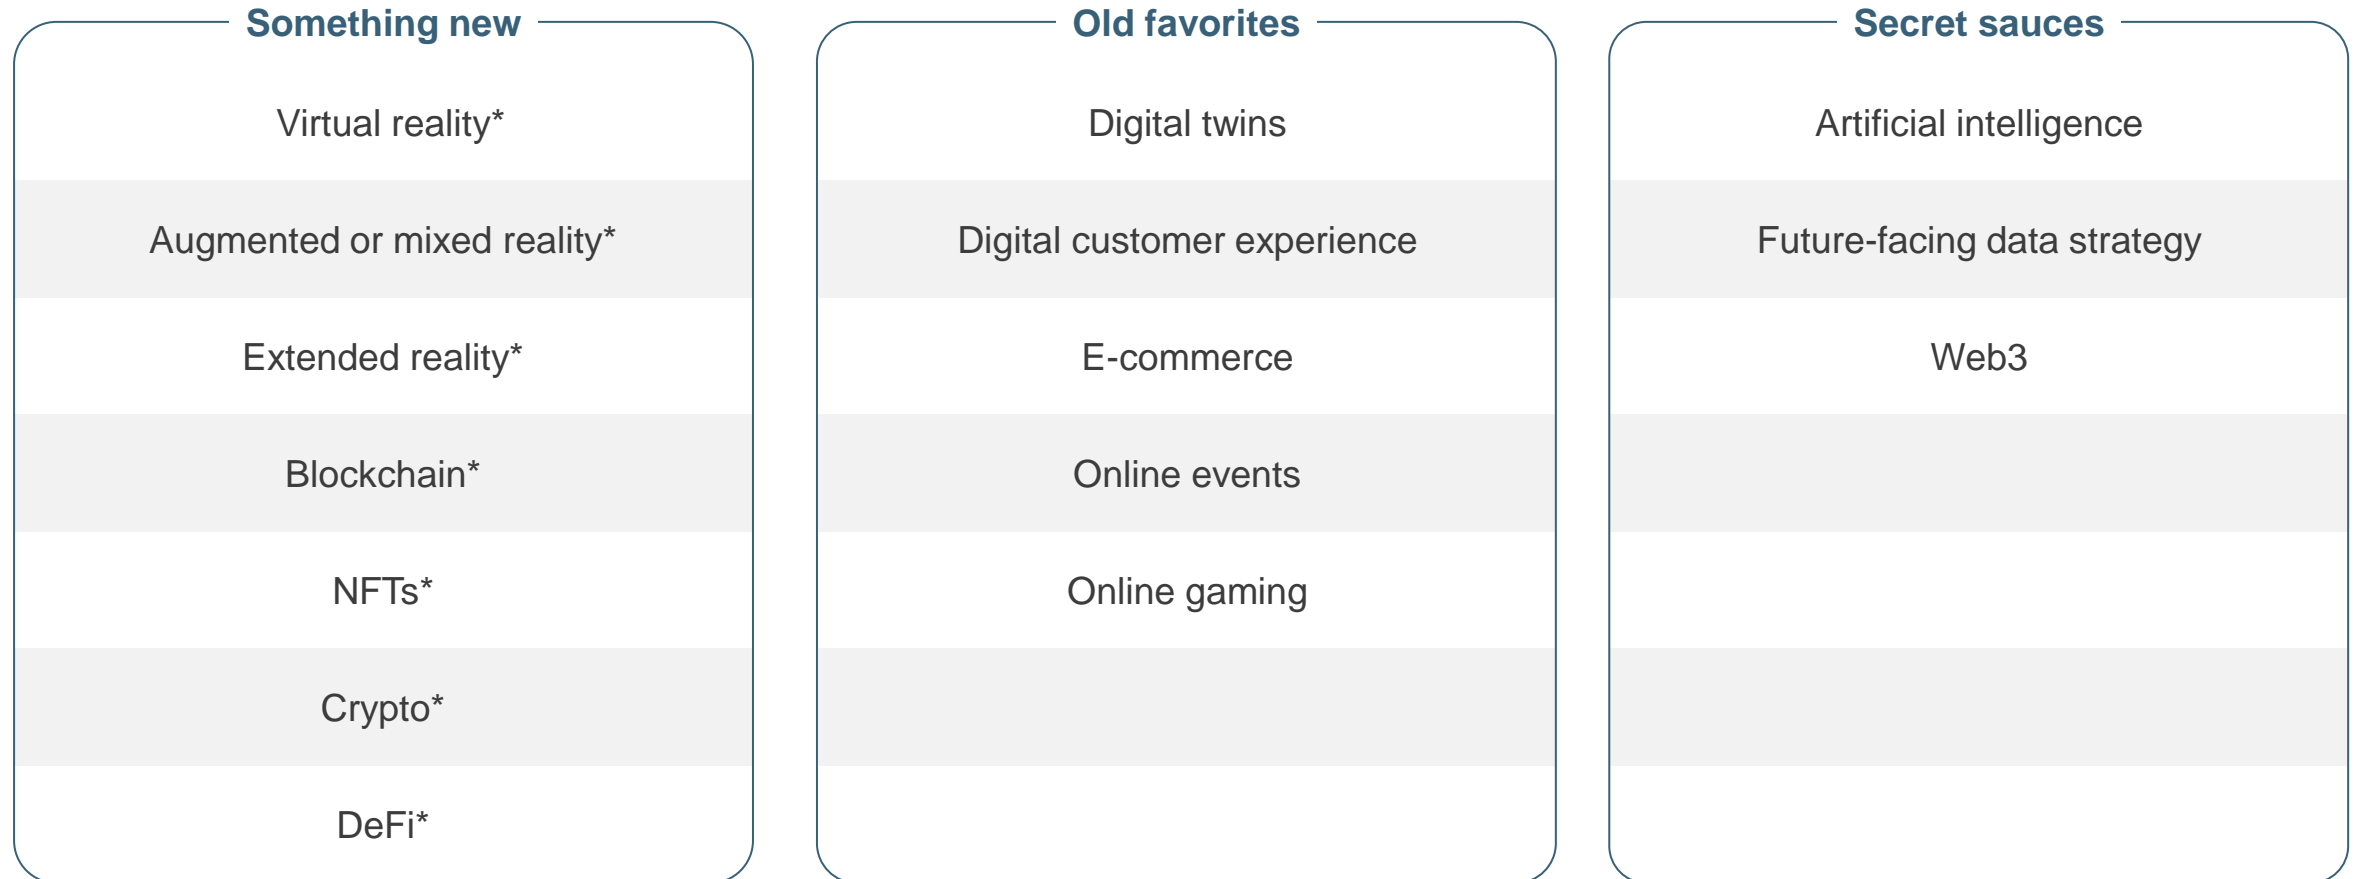 Something new
Virtual reality*
Augmented or mixed reality*
Extended reality*
Blockchain*
NFTs*
Crypto*
DeFi*
Old favorites
Digital twins
Digital customer experience
E-commerce
Online events
Online gaming
Secret sauces
Artificial intelligence
Future-facing data strategy
Web3